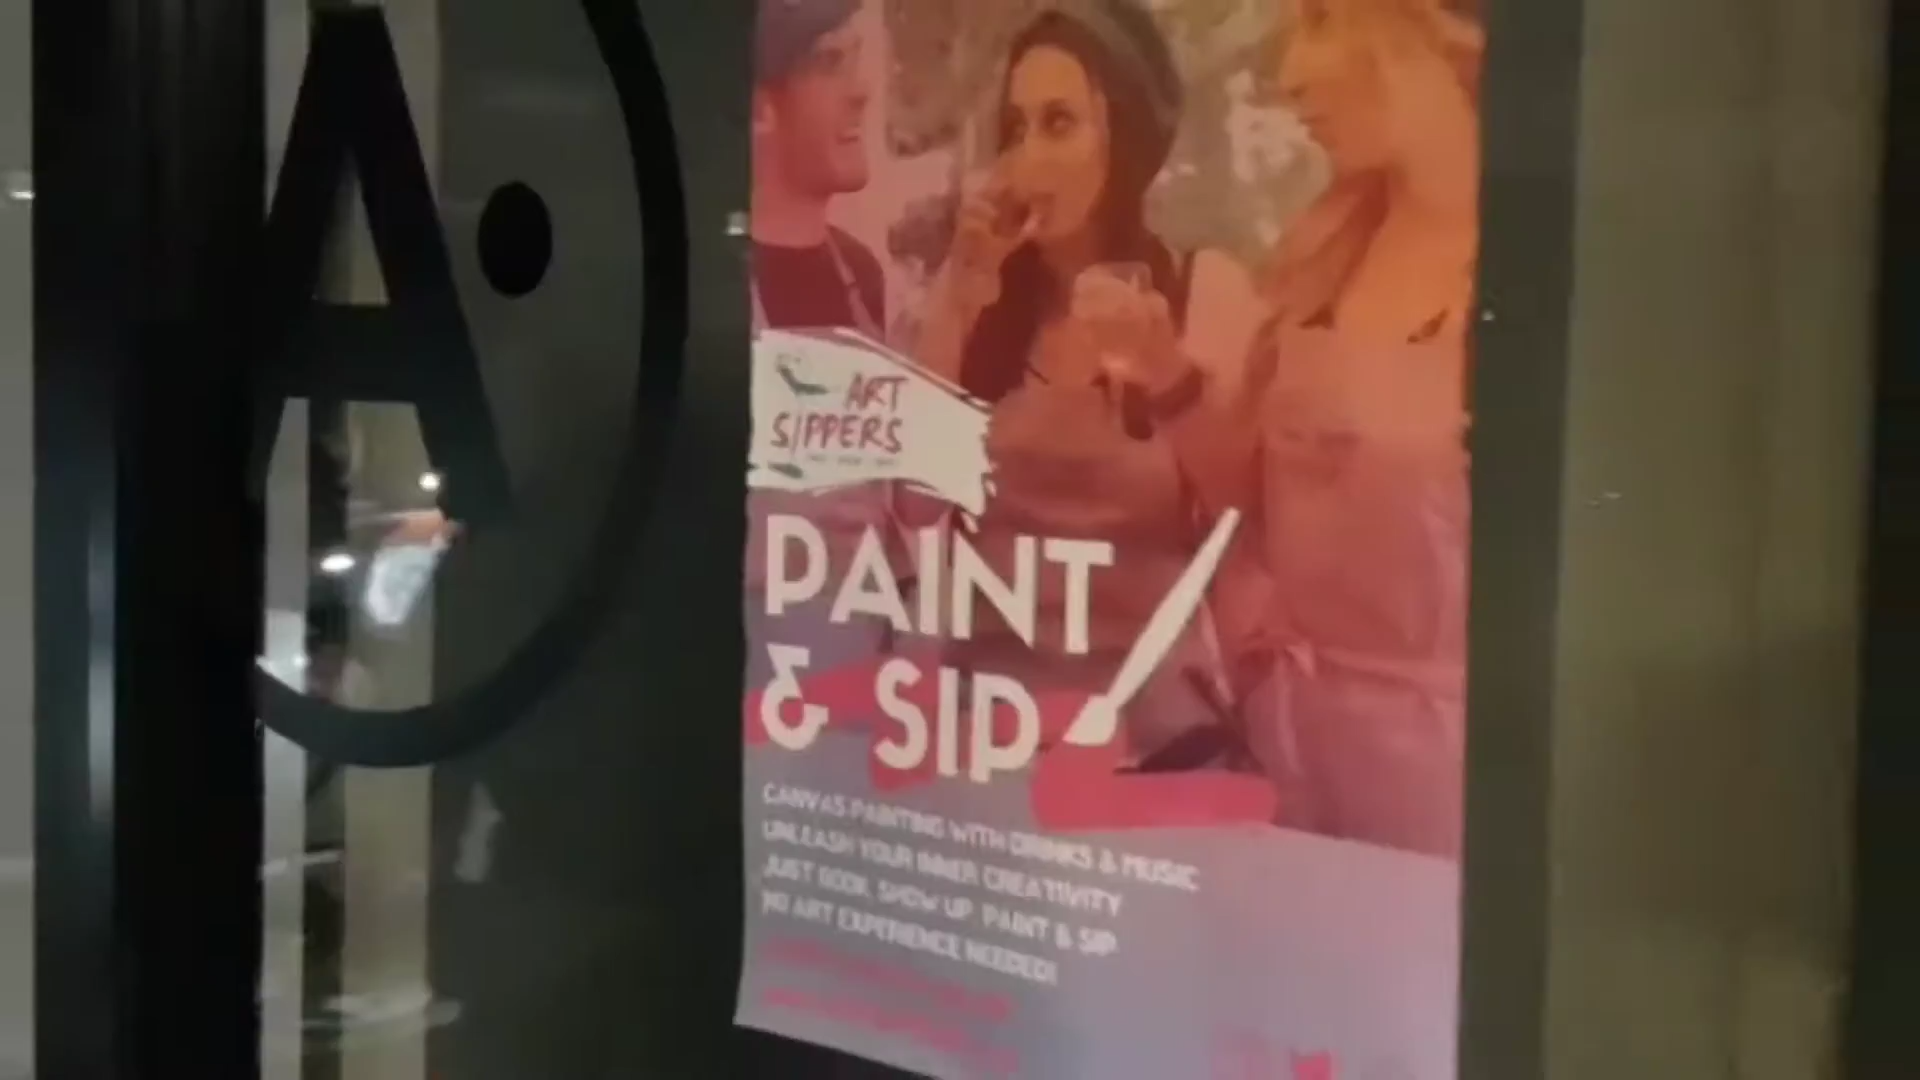 A
ART
SIPPERS
PAINT
& SIP
CANVAS PAINTING WITH DRINKS & MUSIC
UNLEASH YOUR INNER CREATIVITY
JUST BOOK, SHOW UP, PAINT & SIP
NO ART EXPERIENCE NEEDED!